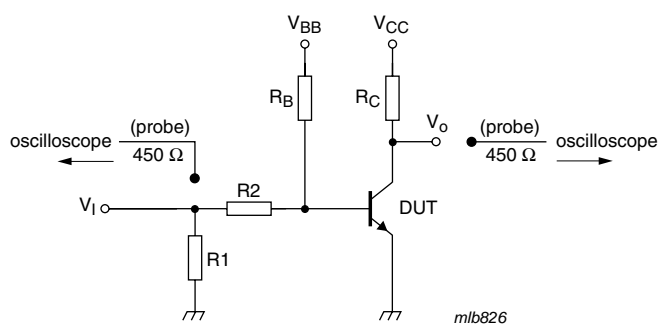 VBB
VCC
RB
RC
Vo
(probe)
oscilloscope
450 Ω
(probe)
oscilloscope
450 Ω
R2
VI
DUT
R1
mlb826